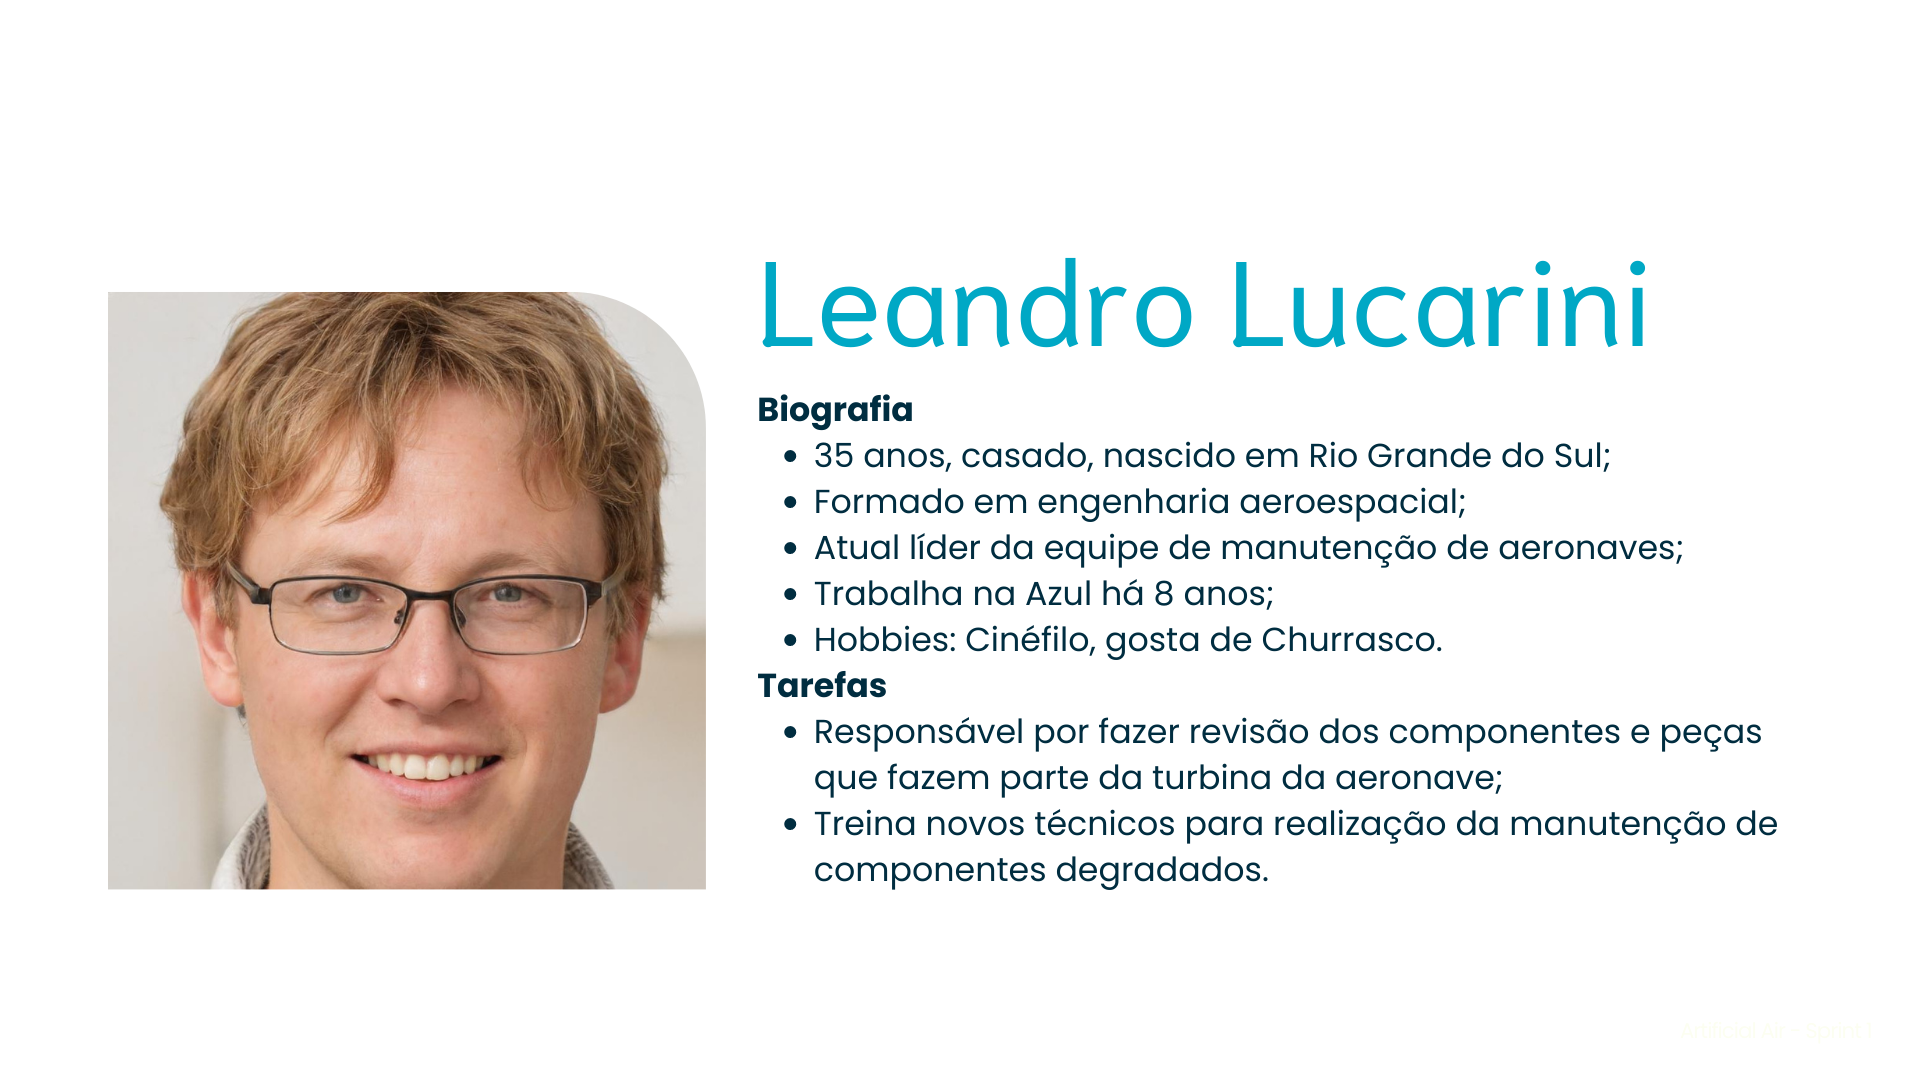 Leandro Lucarini
Biografia
• 35 anos, casado, nascido em Rio Grande do Sul;
• Formado em engenharia aeroespacial;
• Atual líder da equipe de manutenção de aeronaves;
• Trabalha na Azul há 8 anos;
• Hobbies: Cinéfilo, gosta de Churrasco.
Tarefas
• Responsável por fazer revisão dos componentes e peças
que fazem parte da turbina da aeronave;
• Treina novos técnicos para realização da manutenção de
componentes degradados.